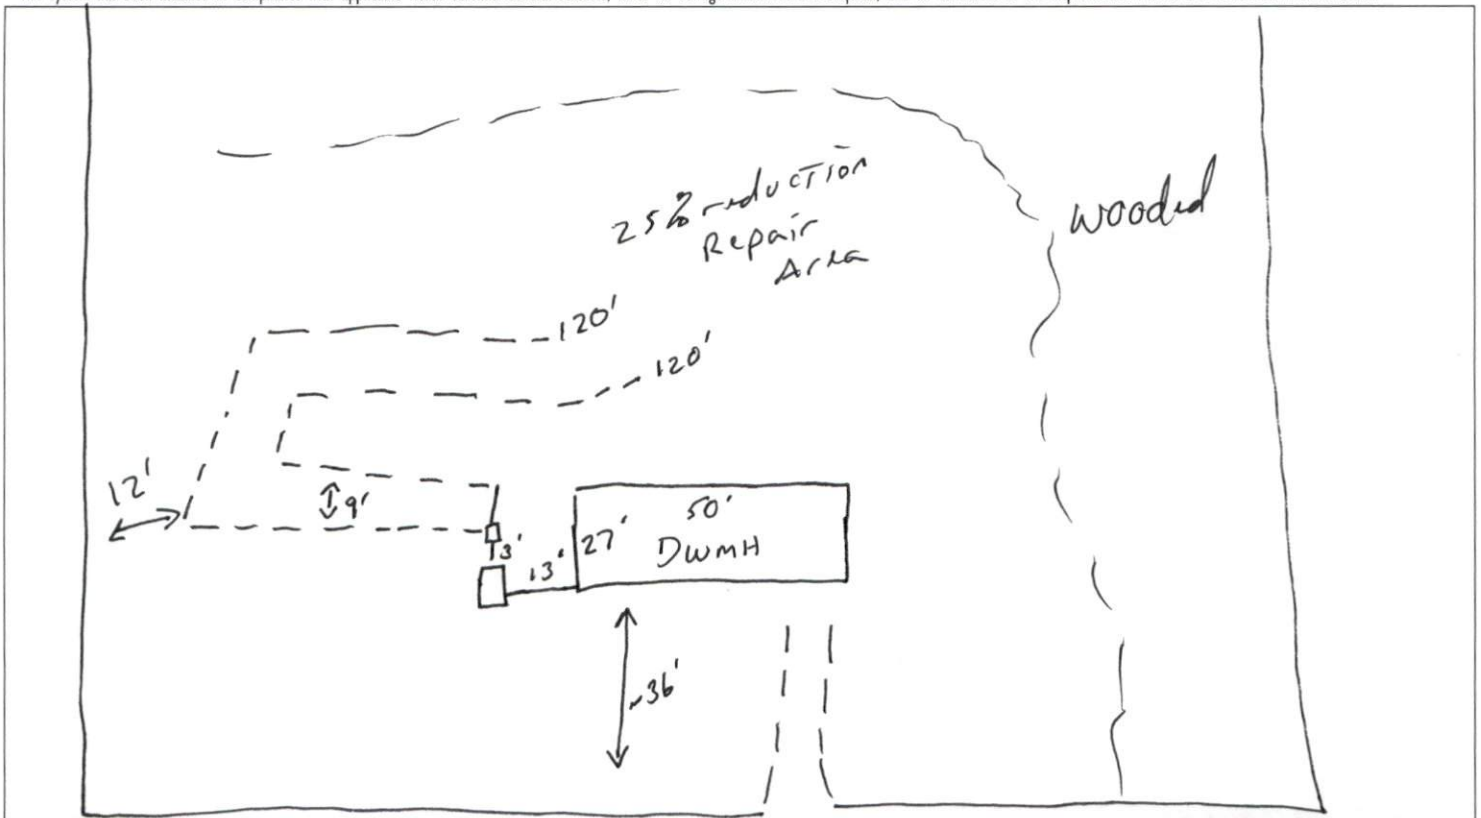 25% reduction
Repair
Area
wooded
120'
120'
12'
9'
50'
27'
DWMH
3'
13'
~36'